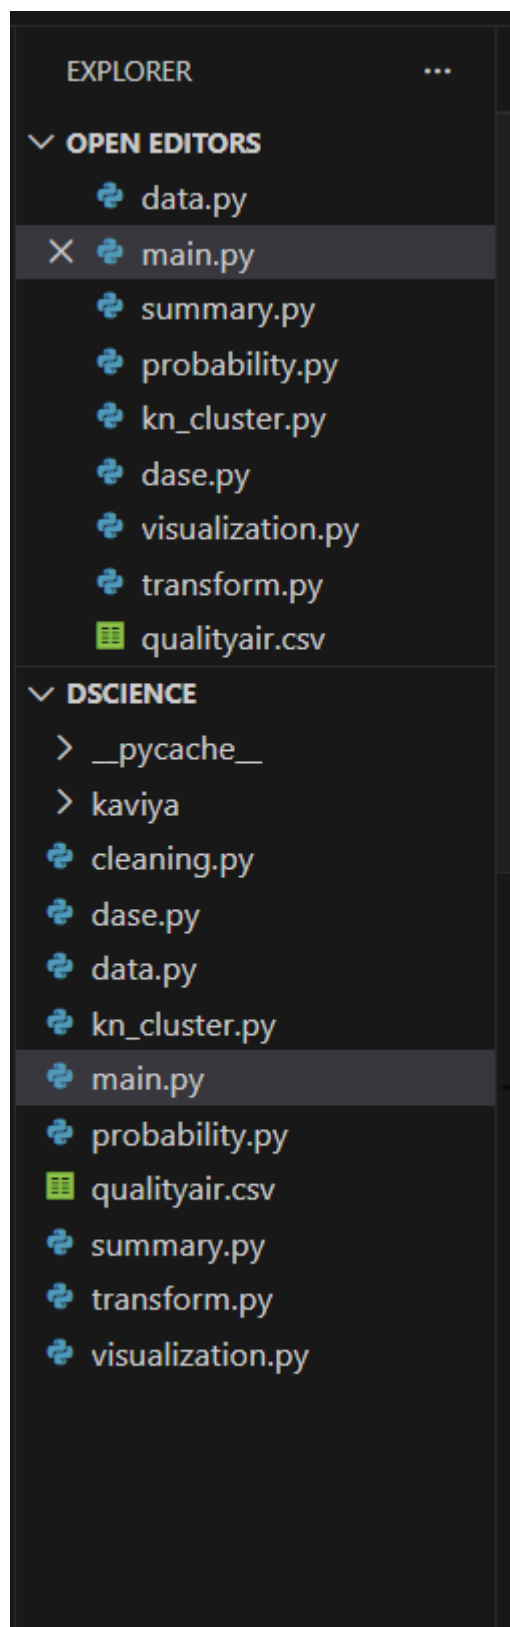 EXPLORER ...
OPEN EDITORS
data.py
main.py
summary.py
probability.py
kn_cluster.py
dase.py
visualization.py
transform.py
qualityair.csv
DSCIENCE
__pycache__
kaviya
cleaning.py
dase.py
data.py
kn_cluster.py
main.py
probability.py
qualityair.csv
summary.py
transform.py
visualization.py